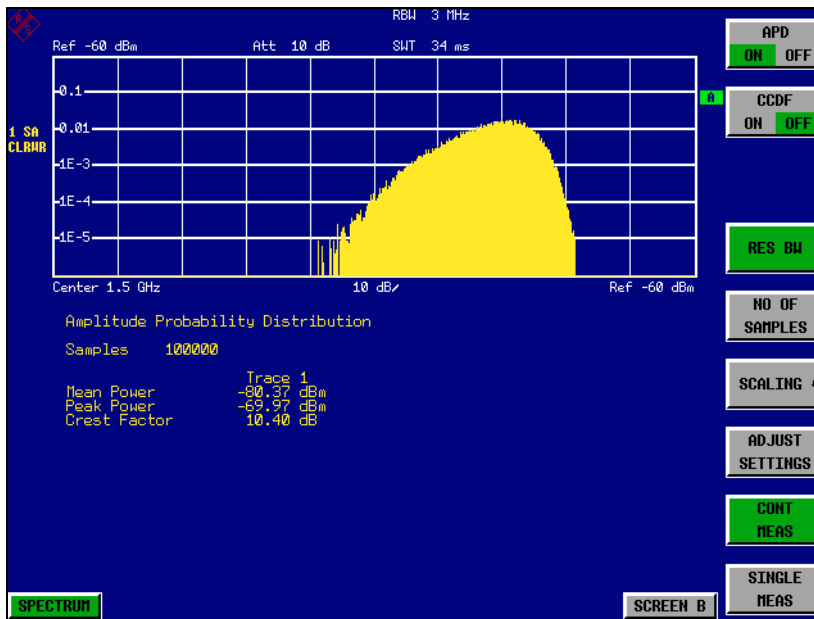 RBW 3 MHz
Ref -60 dBm Att 10 dB SWT 34 ms
0.1
A
1 SA
CLRWR
0.01
1E-3
1E-4
1E-5
Center 1.5 GHz 10 dB/ Ref -60 dBm
Amplitude Probability Distribution
Samples 100000
Trace 1
Mean Power -80.37 dBm
Peak Power -69.97 dBm
Crest Factor 10.40 dB
APD
ON OFF
CCDF
ON OFF
RES BW
NO OF
SAMPLES
SCALING
ADJUST
SETTINGS
CONT
MEAS
SINGLE
MEAS
SPECTRUM
SCREEN B